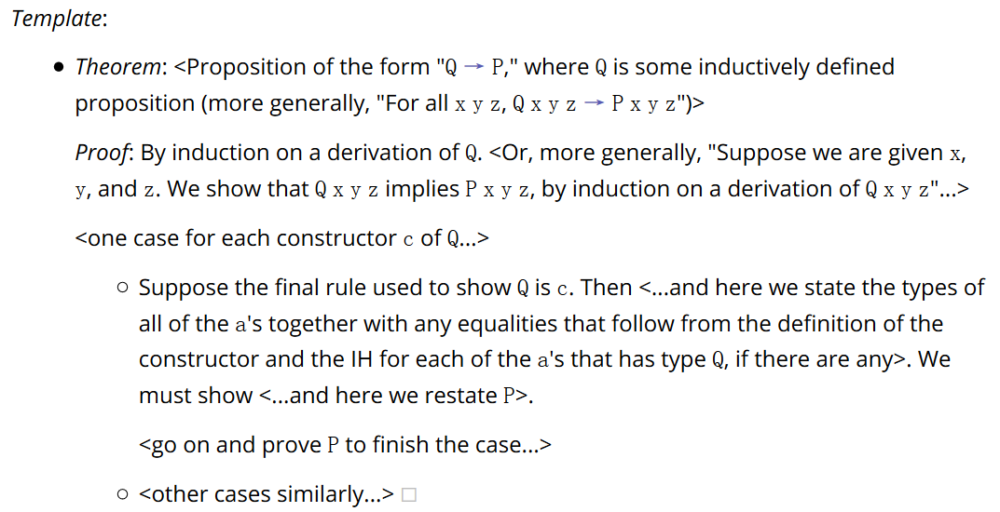 Template:
• Theorem: <Proposition of the form "Q → P," where Q is some inductively defined
proposition (more generally, "For all x y z, Q x y z → P x y z")>
Proof: By induction on a derivation of Q. <Or, more generally, "Suppose we are given x,
y, and z. We show that Q x y z implies P x y z, by induction on a derivation of Q x y z"...>
<one case for each constructor c of Q...>
○ Suppose the final rule used to show Q is c. Then <...and here we state the types of
all of the a's together with any equalities that follow from the definition of the
constructor and the IH for each of the a's that has type Q, if there are any>. We
must show <...and here we restate P>.
<go on and prove P to finish the case...>
○ <other cases similarly...> □